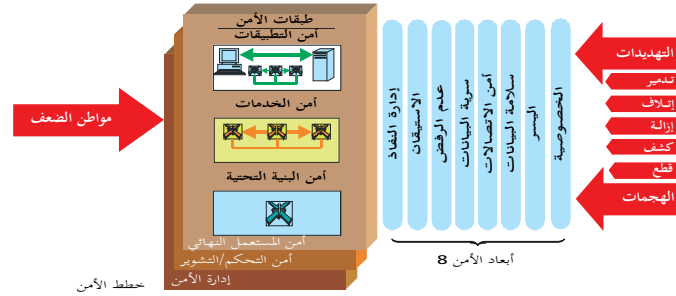 طبقات الأمن
أمن التطبيقات
أمن الخدمات
أمن البنية التحتية
أمن المستعمل النهائي
أمن التحكم/التشوير
إدارة الأمن
خطط الأمن
مواطن الضعف
التهديدات
تدمير
إتلاف
إزالة
كشف
قطع
الهجمات
الخصوصية
اليسر
سلامة البيانات
أمن الاتصالات
سرية البيانات
عدم الرفض
الاستيقان
إدارة النفاذ
أبعاد الأمن 8